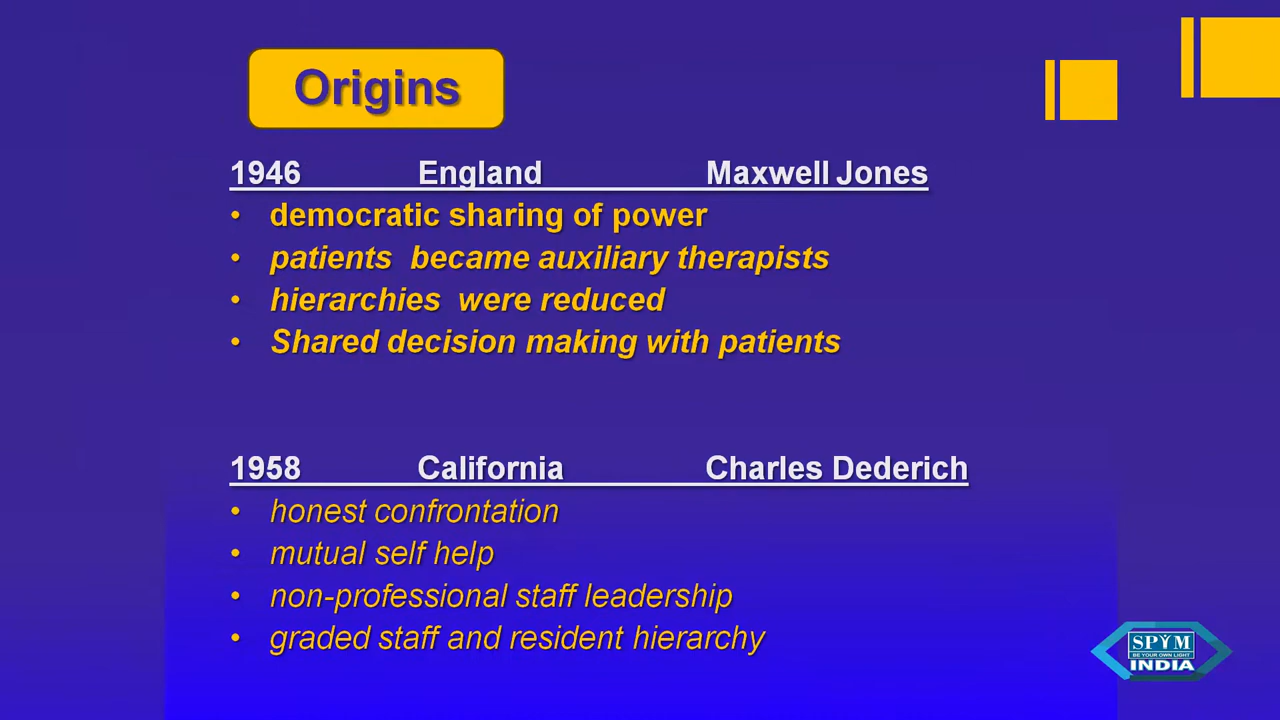 Origins
1946 England Maxwell Jones
• democratic sharing of power
• patients became auxiliary therapists
• hierarchies were reduced
• Shared decision making with patients
1958 California Charles Dederich
• honest confrontation
• mutual self help
• non-professional staff leadership
• graded staff and resident hierarchy
SPYM
BE YOUR OWN LIGHT
INDIA